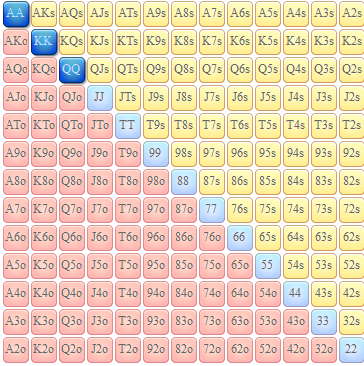 AA AKs AQs AJs ATs A9s A8s A7s A6s A5s A4s A3s A2s
AKo KK KQs KJs KTs K9s K8s K7s K6s K5s K4s K3s K2s
AQo KQo QQ QJs QTs Q9s Q8s Q7s Q6s Q5s Q4s Q3s Q2s
AJo KJo QJo JJ JTs J9s J8s J7s J6s J5s J4s J3s J2s
ATo KTo QTo JTo TT T9s T8s T7s T6s T5s T4s T3s T2s
A9o K9o Q9o J9o T9o 99 98s 97s 96s 95s 94s 93s 92s
A8o K8o Q8o J8o T8o 98o 88 87s 86s 85s 84s 83s 82s
A7o K7o Q7o J7o T7o 97o 87o 77 76s 75s 74s 73s 72s
A6o K6o Q6o J6o T6o 96o 86o 76o 66 65s 64s 63s 62s
A5o K5o Q5o J5o T5o 95o 85o 75o 65o 55 54s 53s 52s
A4o K4o Q4o J4o T4o 94o 84o 74o 64o 54o 44 43s 42s
A3o K3o Q3o J3o T3o 93o 83o 73o 63o 53o 43o 33 32s
A2o K2o Q2o J2o T2o 92o 82o 72o 62o 52o 42o 32o 22